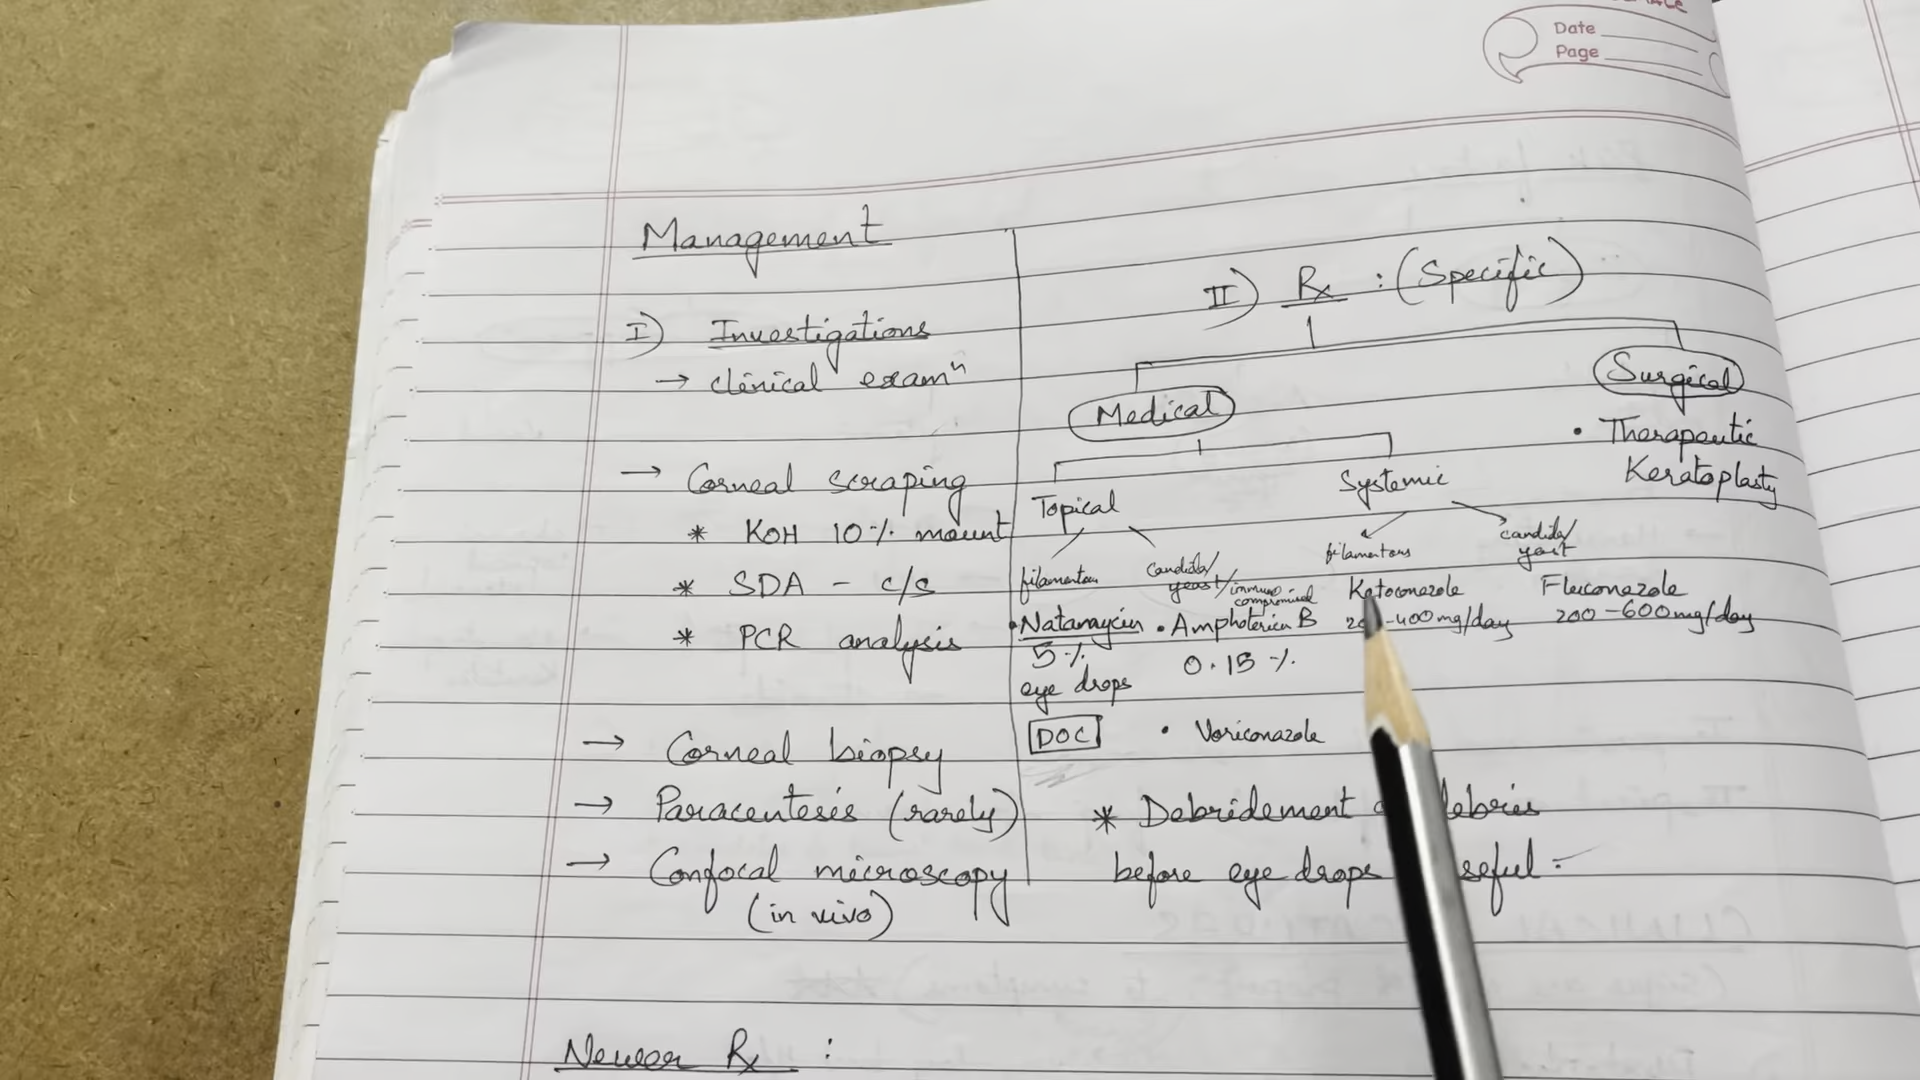 Date
Page
Management
I) Investigations
→ clinical examⁿ
→ Corneal scraping
* KOH 10% mount
* SDA - c/s
* PCR analysis
→ Corneal biopsy
→ Paracentesis (rarely)
→ Confocal microscopy
(in vivo)
II) Rx : (Specific)
Medical
Surgical
• Therapeutic
Keratoplasty
Topical
Systemic
filamentous
candida/
yeast/immuno-
compromised
filamentous
candida/
yeast
• Natamycin
5%
eye drops
DOC
• Amphotericin B
0.15 %
• Voriconazole
Ketoconazole
-400mg/day
Fluconazole
200-600mg/day
* Debridement debris
before eye drops
Newer Rx :